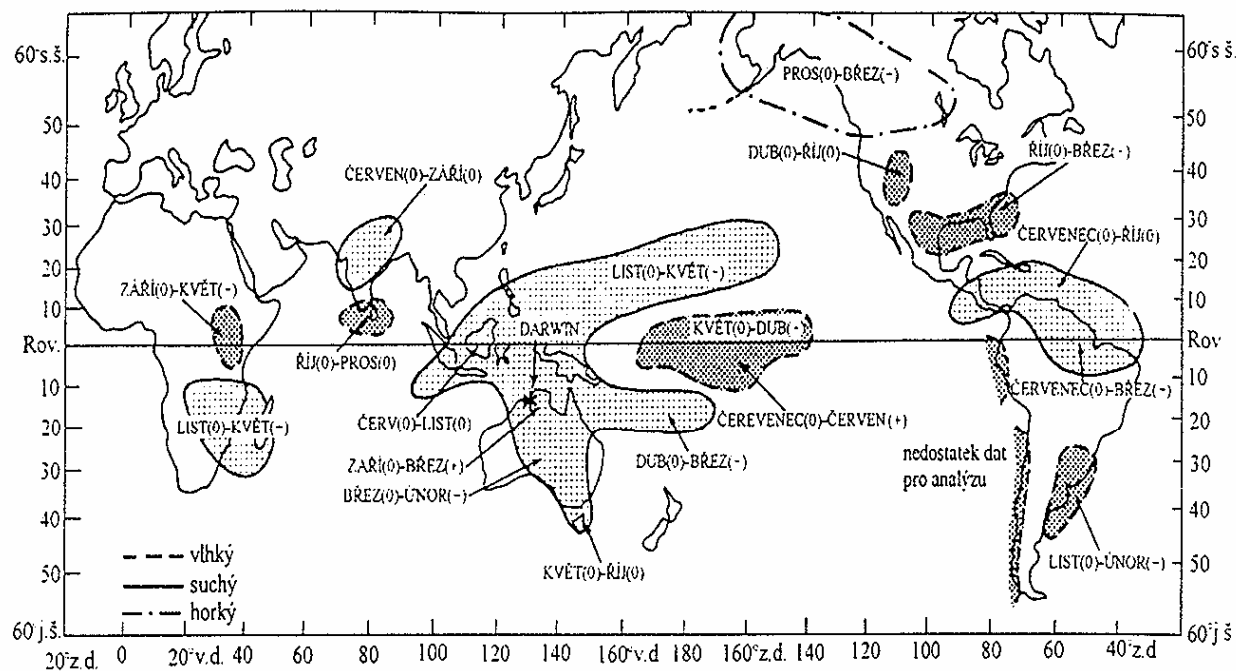 60°s.š.
50
40
30
20
10
Rov.
10
20
30
40
50
60°j.š.
20°z.d.
0
20°v.d.
40
60
80
100
120
140
160°v.d
180
160°z.d
140
120
100
80
60
40
20°z.d
60°s š.
50
40
30
20
10
Rov
10
20
30
40
50
60°j š
PROS(0)-BŘEZ(-)
DUB(0)-ŘÍJ(0)
ŘÍJ(0)-BŘEZ(-)
ČERVEN(0)-ZÁŘÍ(0)
ČERVENEC(0)-ŘÍJ(0)
LIST(0)-KVĚT(-)
ZÁŘÍ(0)-KVĚT(-)
DARWIN
KVĚT(0)-DUB(-)
ŘÍJ(0)-PROS(0)
ČERVENEC(0)-BŘEZ(-)
LIST(0)-KVĚT(-)
ČERV(0)-LIST(0)
ČEREVENEC(0)-ČERVEN(+)
ZAŘÍ(0)-BŘEZ(+)
DUB(0)-BŘEZ(-)
BŘEZ(0)-ÚNOR(-)
nedostatek dat
pro analýzu
KVĚT(0)-ŘÍJ(0)
LIST(0)-ÚNOR(-)
vlhký
suchý
horký